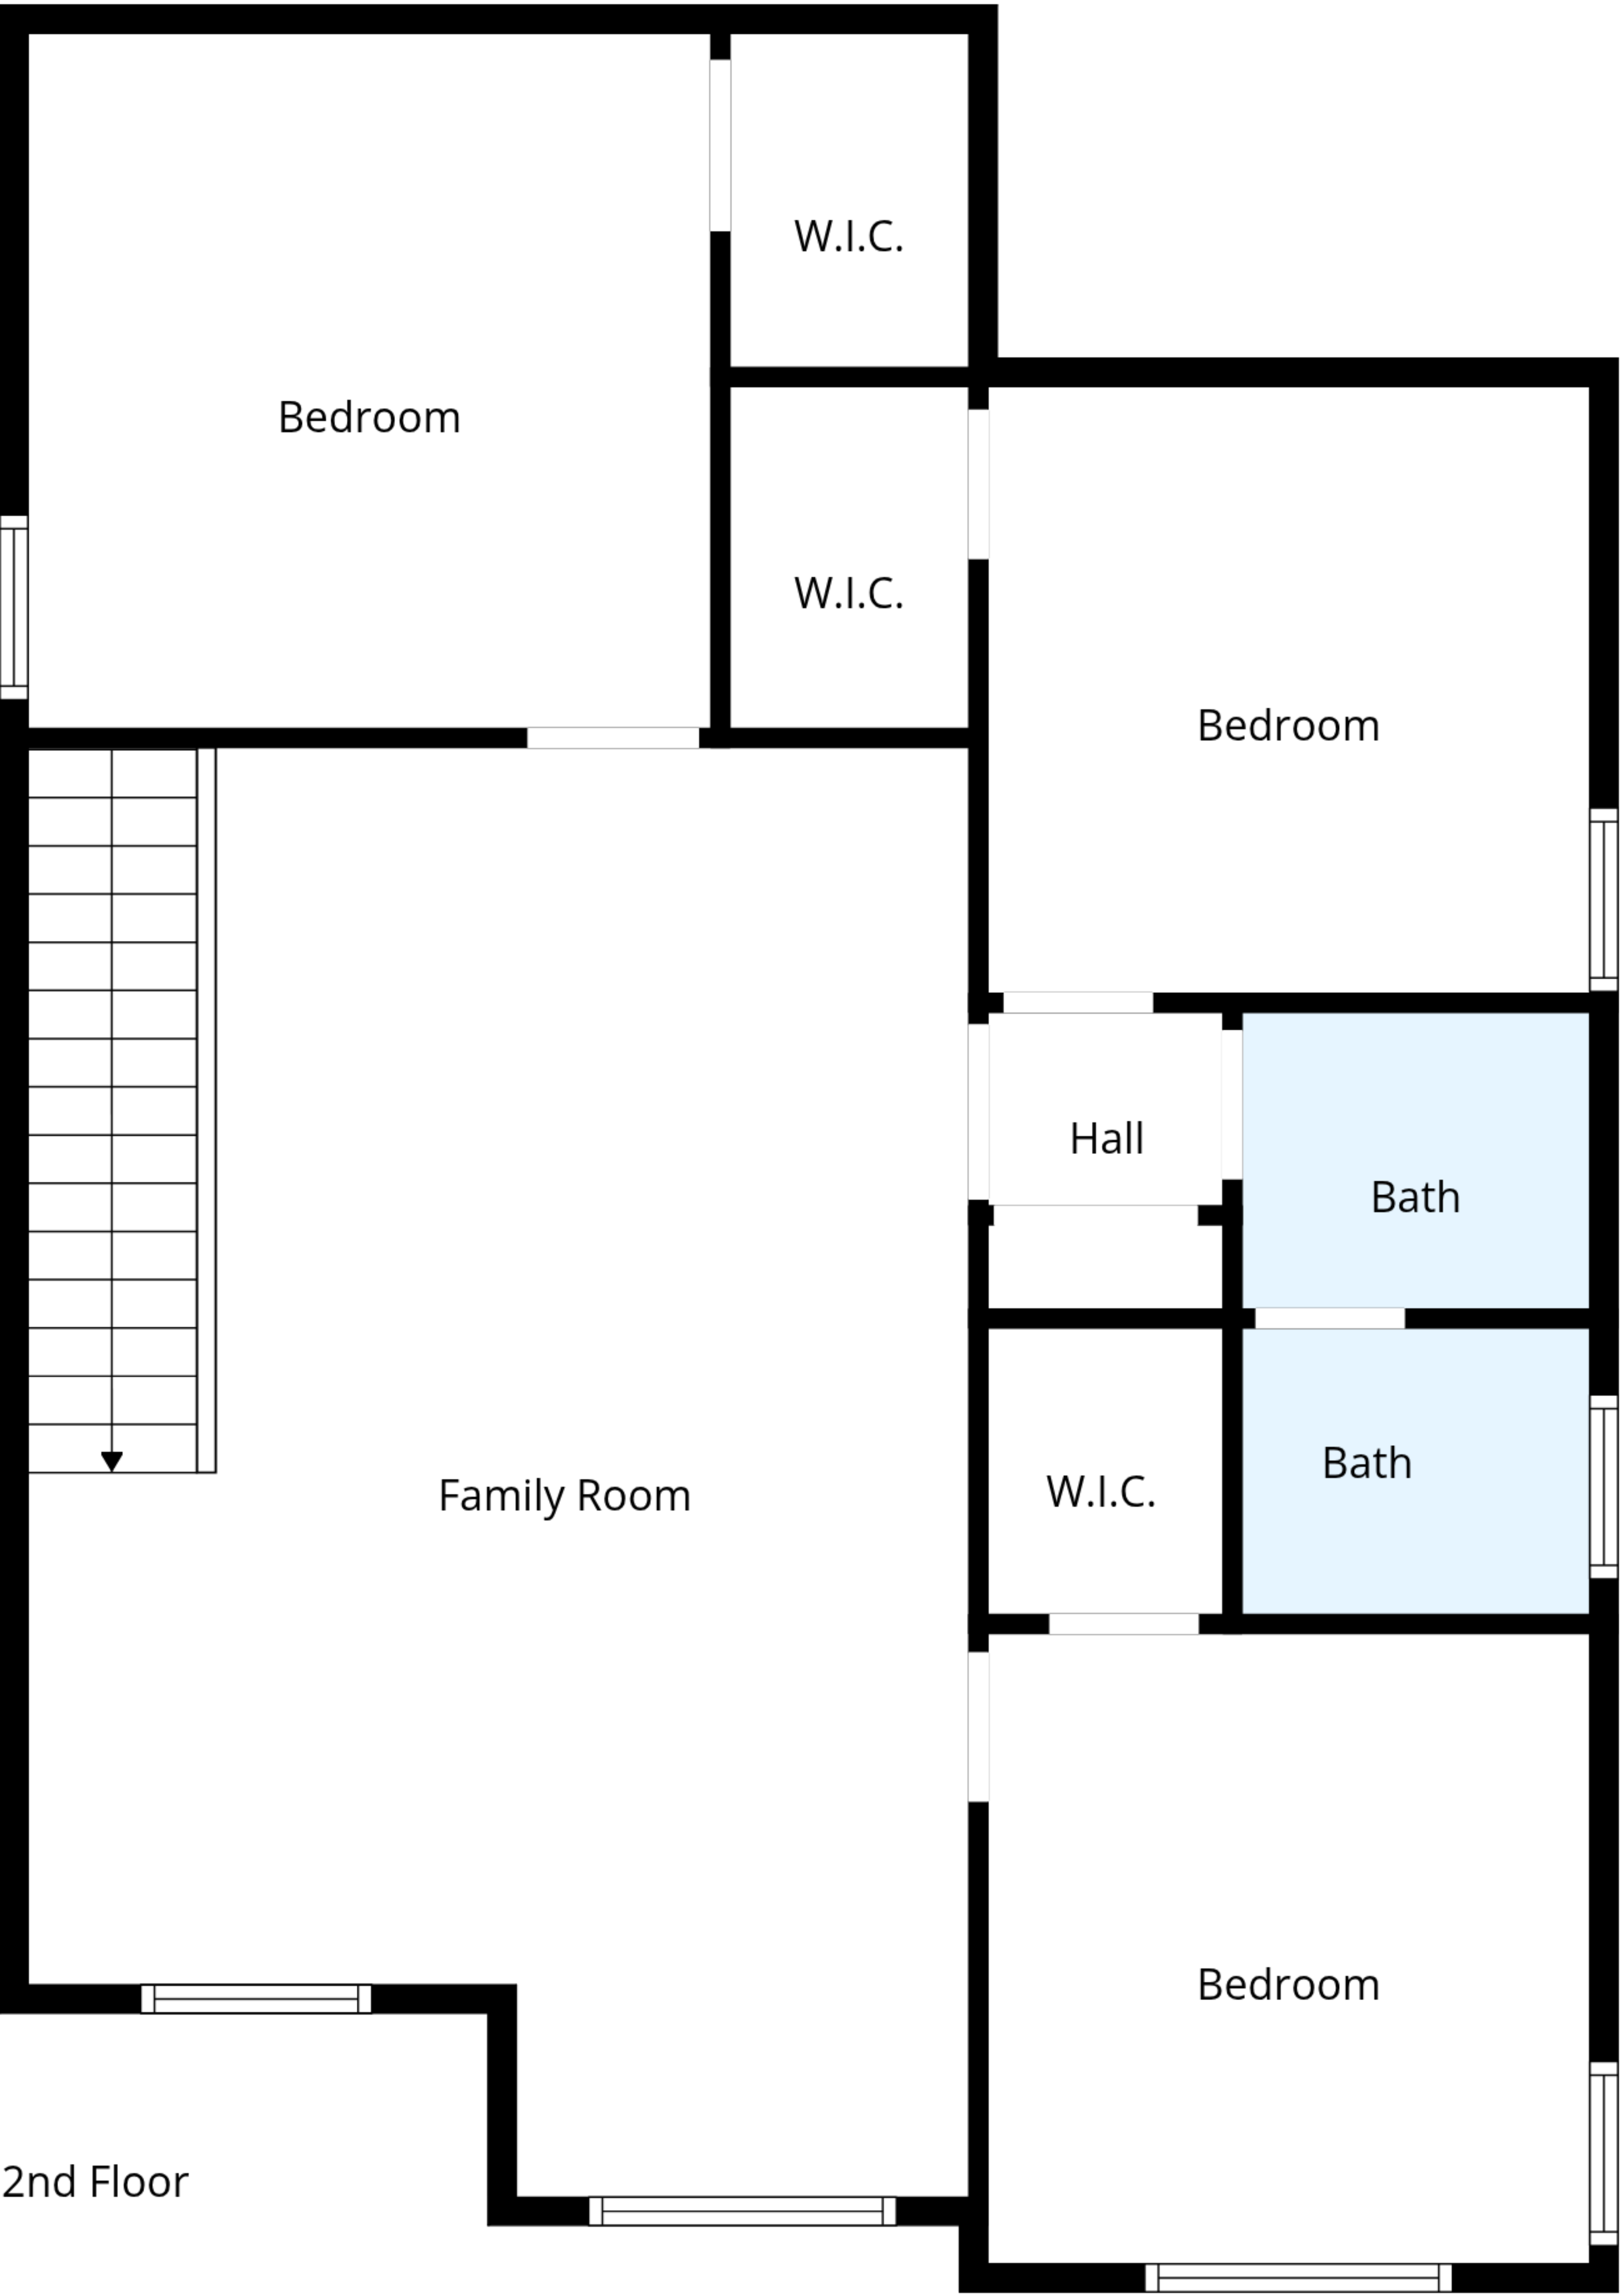 W.I.C.
Bedroom
W.I.C.
Bedroom
Hall
Bath
Bath
W.I.C.
Family Room
Bedroom
2nd Floor